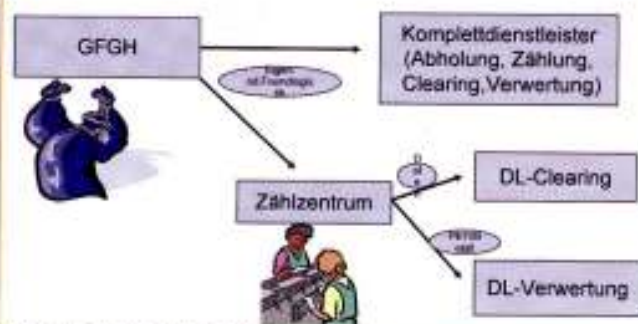 GFGH
Komplettdienstleister
(Abholung, Zählung,
Clearing,Verwertung)
Zählzentrum
DL-Clearing
DL-Verwertung